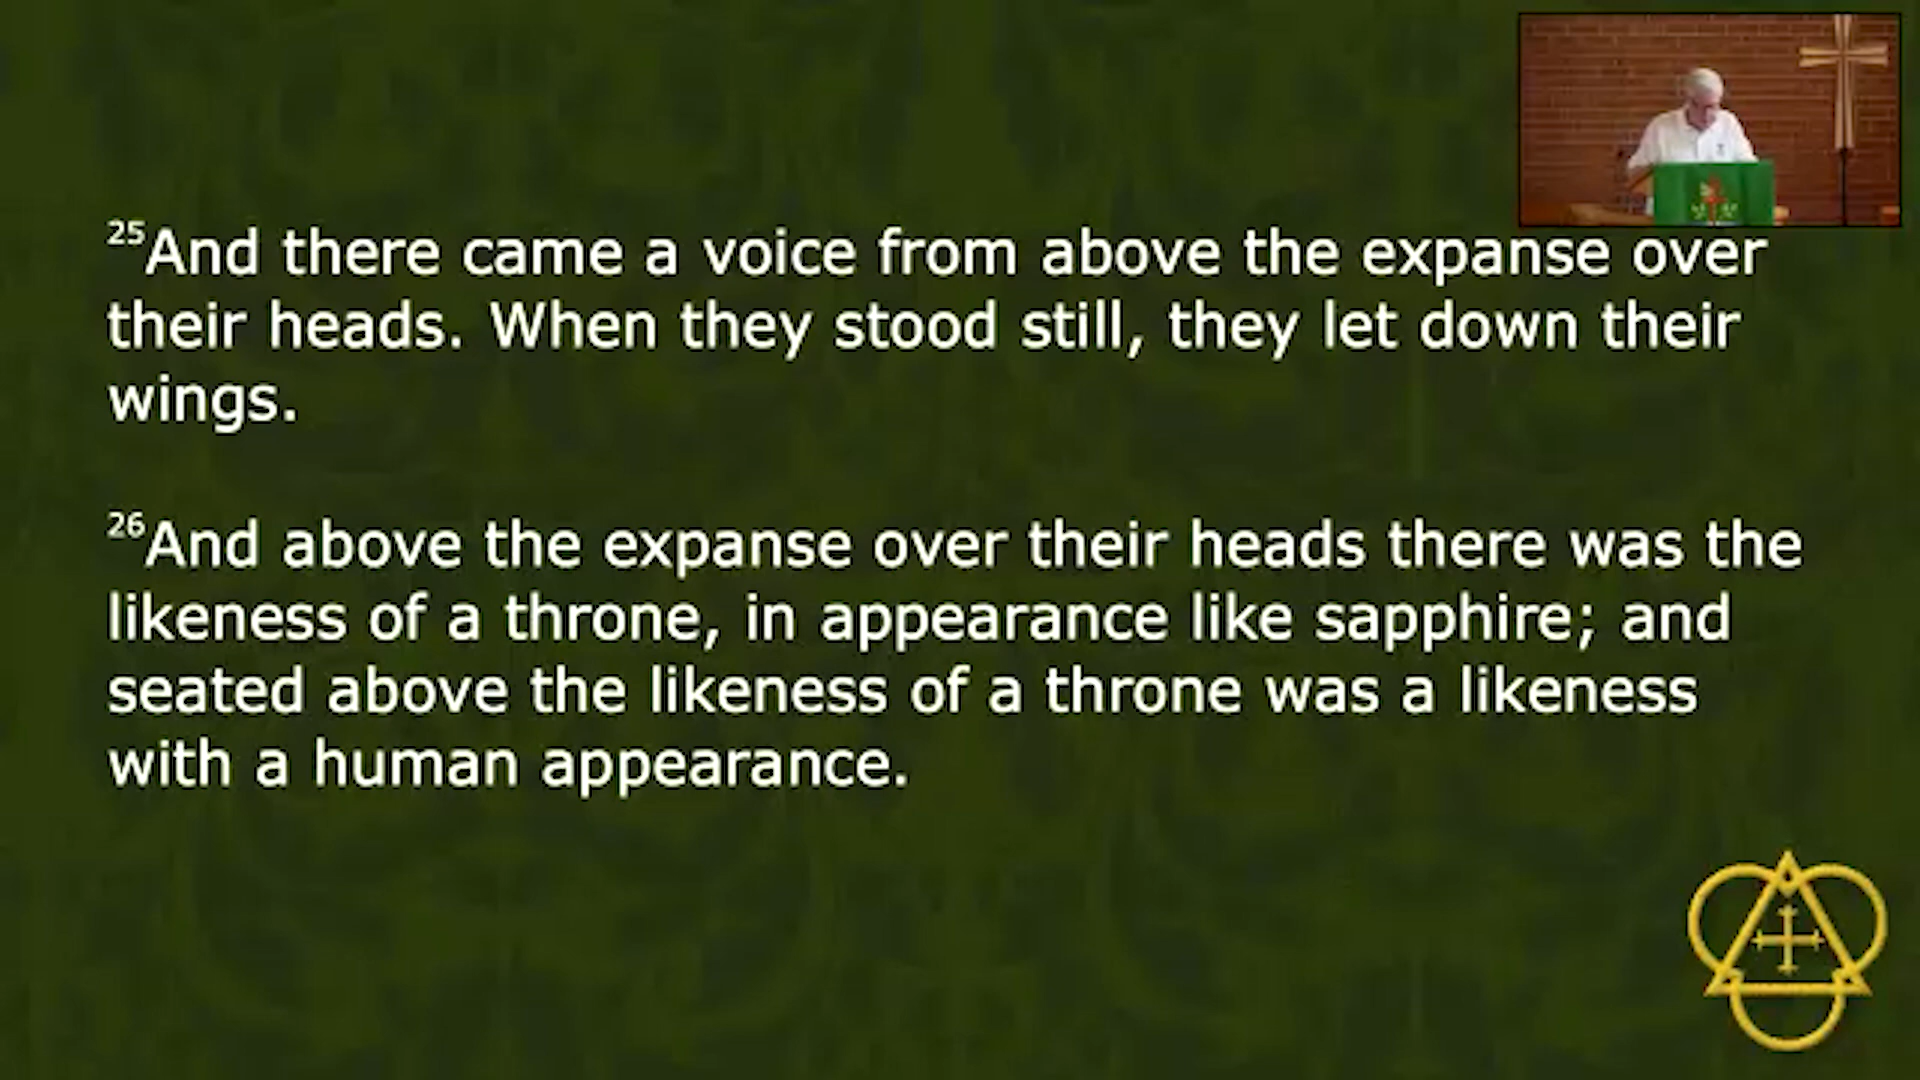 25And there came a voice from above the expanse over
their heads. When they stood still, they let down their
wings.
26And above the expanse over their heads there was the
likeness of a throne, in appearance like sapphire; and
seated above the likeness of a throne was a likeness
with a human appearance.